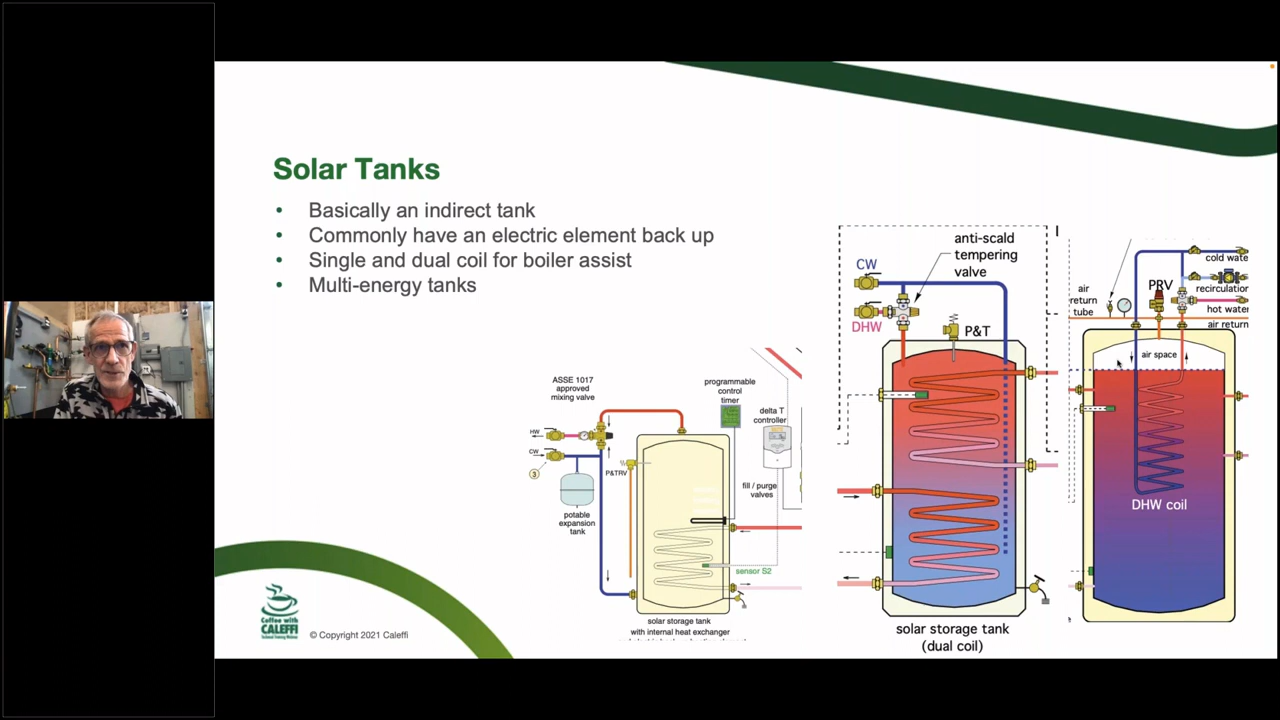 Solar Tanks
• Basically an indirect tank
• Commonly have an electric element back up
• Single and dual coil for boiler assist
• Multi-energy tanks
ASSE 1017
approved
mixing valve
programmable
control
timer
delta T
controller
HW
CW
3
P&TRV
potable
expansion
tank
fill / purge
valves
sensor S2
solar storage tank
with internal heat exchanger
CW
DHW
anti-scald
tempering
valve
P&T
solar storage tank
(dual coil)
air
return
tube
PRV
cold wate
recirculation
hot water
air return
air space
DHW coil
Coffee with
CALEFFI
© Copyright 2021 Caleffi